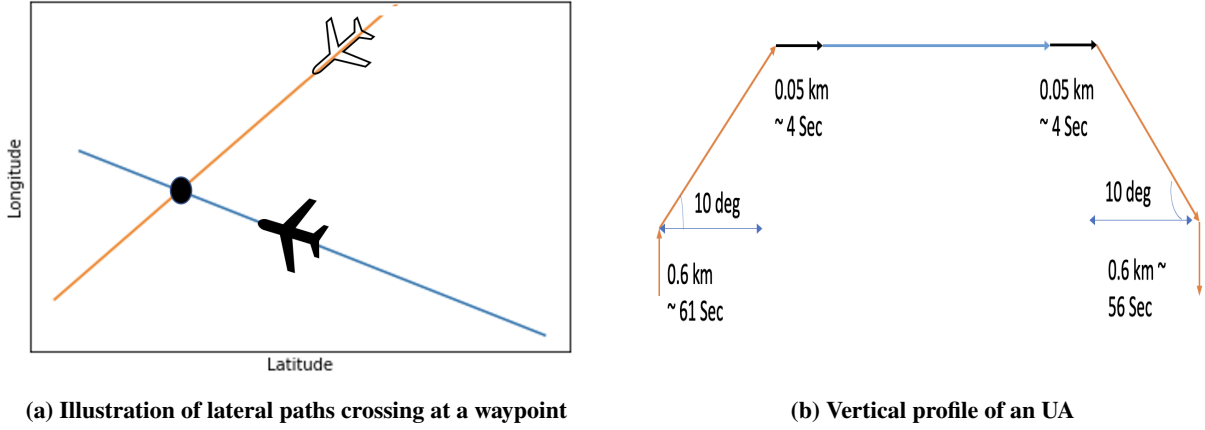 Longitude
Latitude
(a) Illustration of lateral paths crossing at a waypoint
0.05 km
~ 4 Sec
0.05 km
~ 4 Sec
10 deg
10 deg
0.6 km
~ 61 Sec
0.6 km ~
56 Sec
(b) Vertical profile of an UA